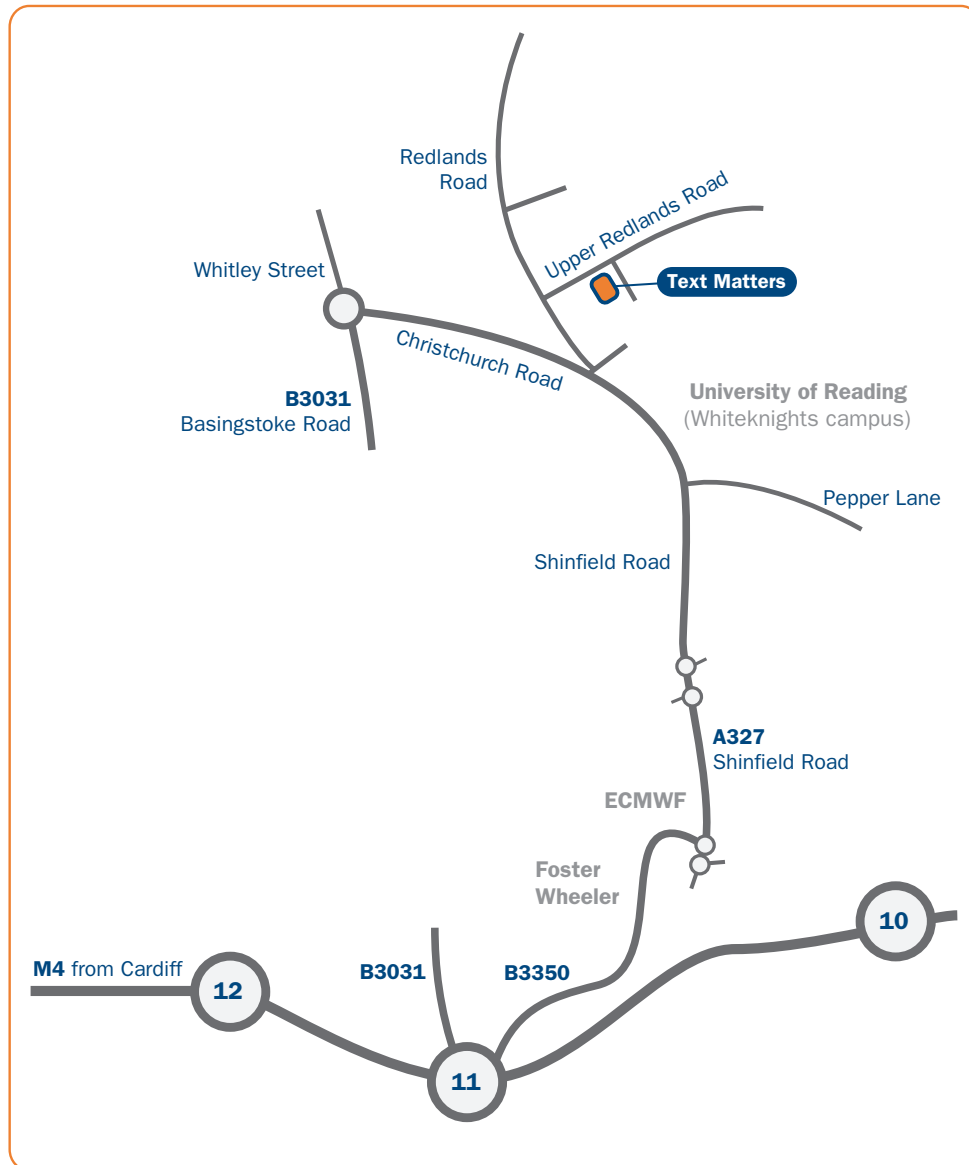 Redlands
Road
Upper Redlands Road
Whitley Street
Text Matters
Christchurch Road
B3031
Basingstoke Road
University of Reading
(Whiteknights campus)
Pepper Lane
Shinfield Road
A327
Shinfield Road
ECMWF
Foster
Wheeler
10
M4 from Cardiff
12
B3031
B3350
11